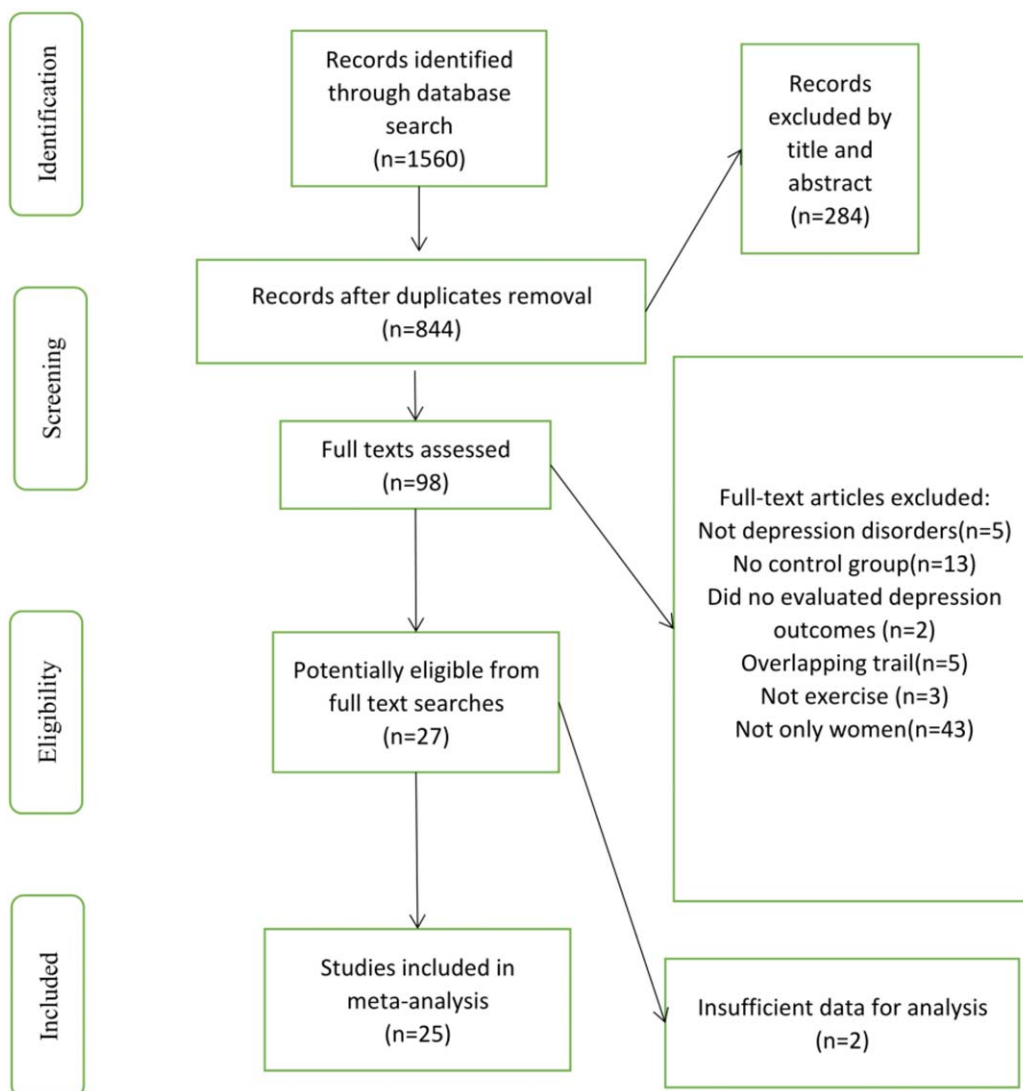 Identification
Records identified
through database
search
(n=1560)
Records
excluded by
title and
abstract
(n=284)
Screening
Records after duplicates removal
(n=844)
Full texts assessed
(n=98)
Full-text articles excluded:
Not depression disorders(n=5)
No control group(n=13)
Did no evaluated depression
outcomes (n=2)
Overlapping trail(n=5)
Not exercise (n=3)
Not only women(n=43)
Eligibility
Potentially eligible from
full text searches
(n=27)
Included
Studies included in
meta-analysis
(n=25)
Insufficient data for analysis
(n=2)